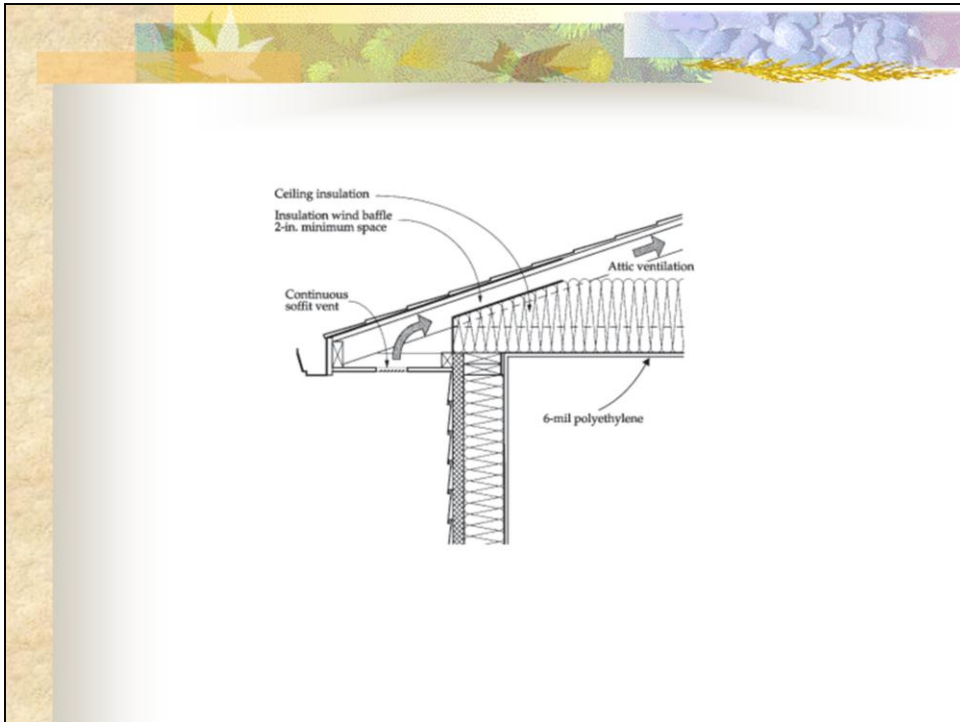 Ceiling insulation
Insulation wind baffle
2-in. minimum space
Attic ventilation
Continuous
soffit vent
6-mil polyethylene